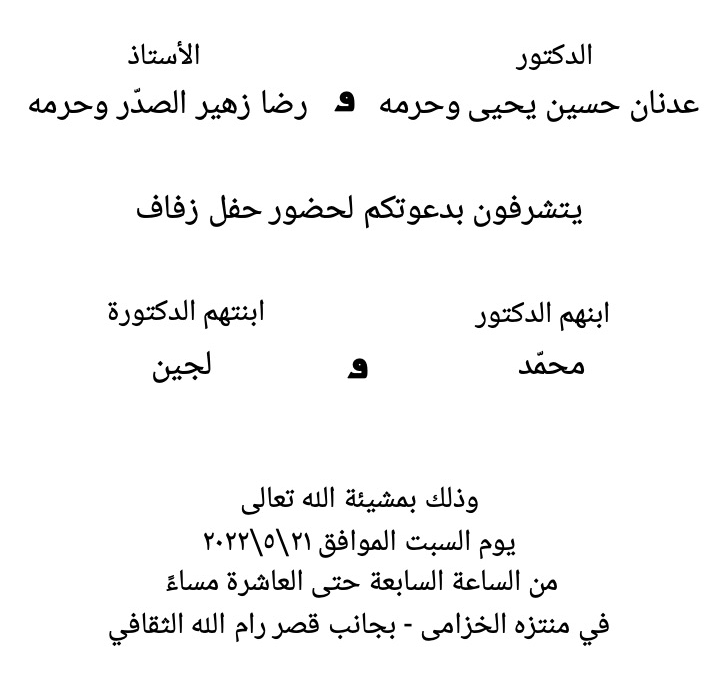 الدكتور الأستاذ
عدنان حسين يحيى وحرمه و رضا زهير الصدّر وحرمه
يتشرفون بدعوتكم لحضور حفل زفاف
ابنهم الدكتور ابنتهم الدكتورة
محمّد و لجين
وذلك بمشيئة الله تعالى
يوم السبت الموافق ٢١\٥\٢٠٢٢
من الساعة السابعة حتى العاشرة مساءً
في منتزه الخزامى - بجانب قصر رام الله الثقافي